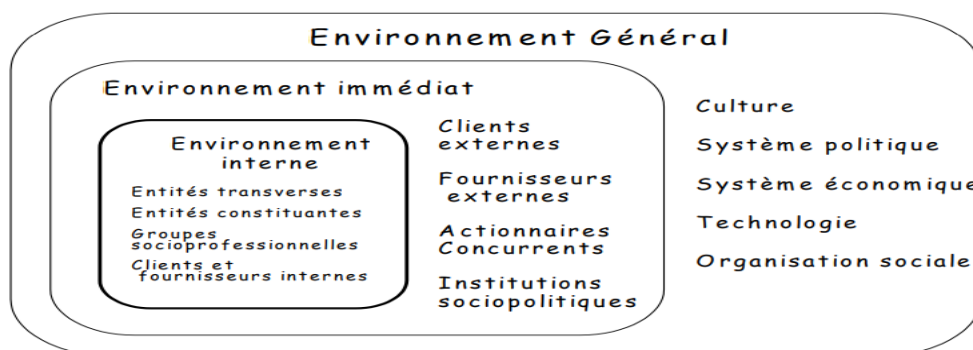 Environnement Général
Environnement immédiat
Environnement
interne
Entités transverses
Entités constituantes
Groupes
socioprofessionnelles
Clients et
fournisseurs internes
Clients
externes
Fournisseurs
externes
Actionnaires
Concurrents
Institutions
sociopolitiques
Culture
Système politique
Système économique
Technologie
Organisation sociale